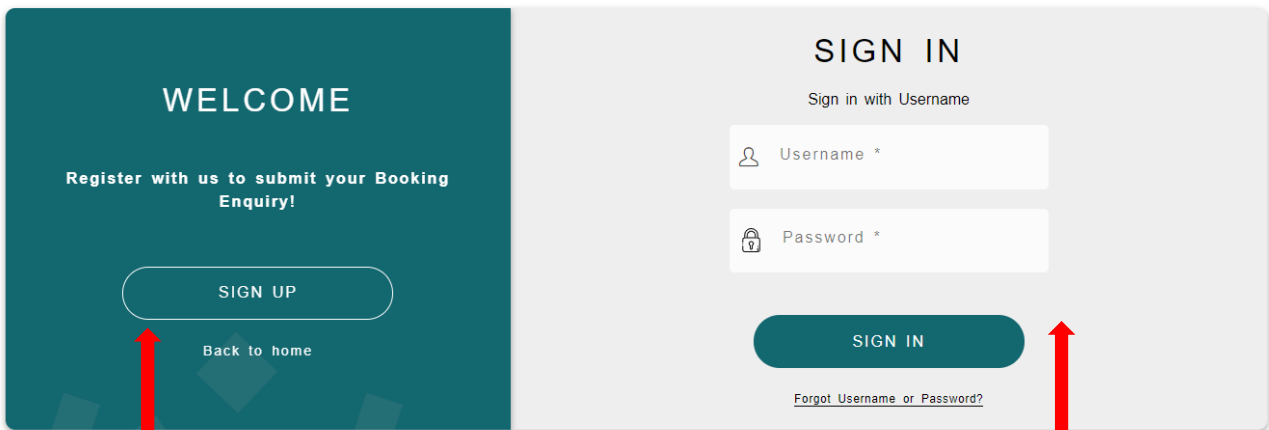 WELCOME
Register with us to submit your Booking
Enquiry!
SIGN UP
Back to home
SIGN IN
Sign in with Username
Username *
Password *
SIGN IN
Forgot Username or Password?